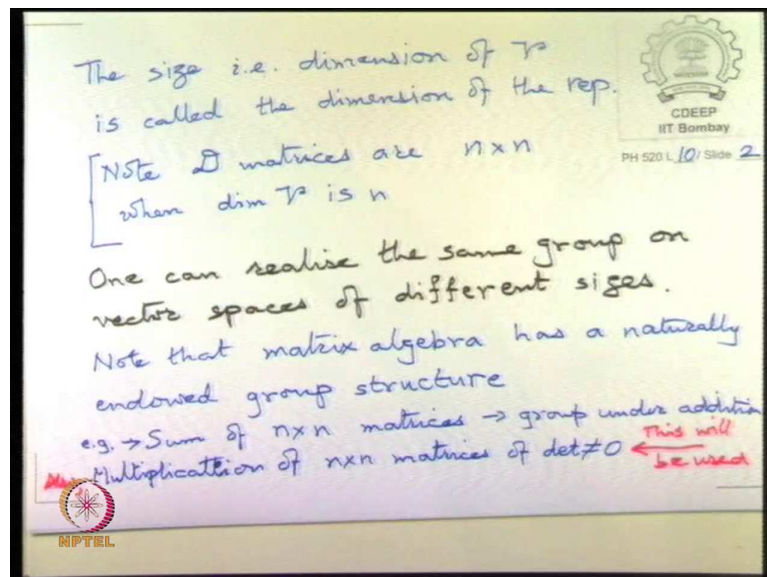 The size i.e. dimension of V
is called the dimension of the rep.
CDEEP
IIT Bombay
PH 520 L 10 / Slide 2
Note D matrices are n×n
when dim V is n
One can realise the same group on
vector spaces of different sizes.
Note that matrix algebra has a naturally
endowed group structure
e.g. → Sum of n×n matrices → group under addition
Multiplication of n×n matrices of det≠0 ← This will
be used
NPTEL